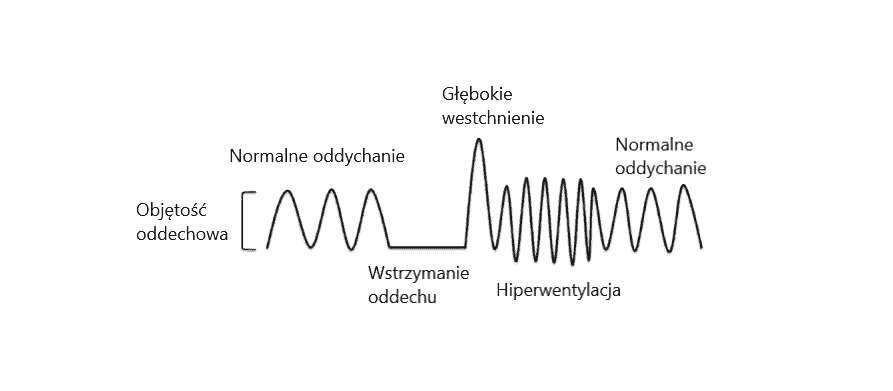 Głębokie
westchnienie
Normalne oddychanie
Normalne
oddychanie
Objętość
oddechowa
Wstrzymanie
oddechu
Hiperwentylacja